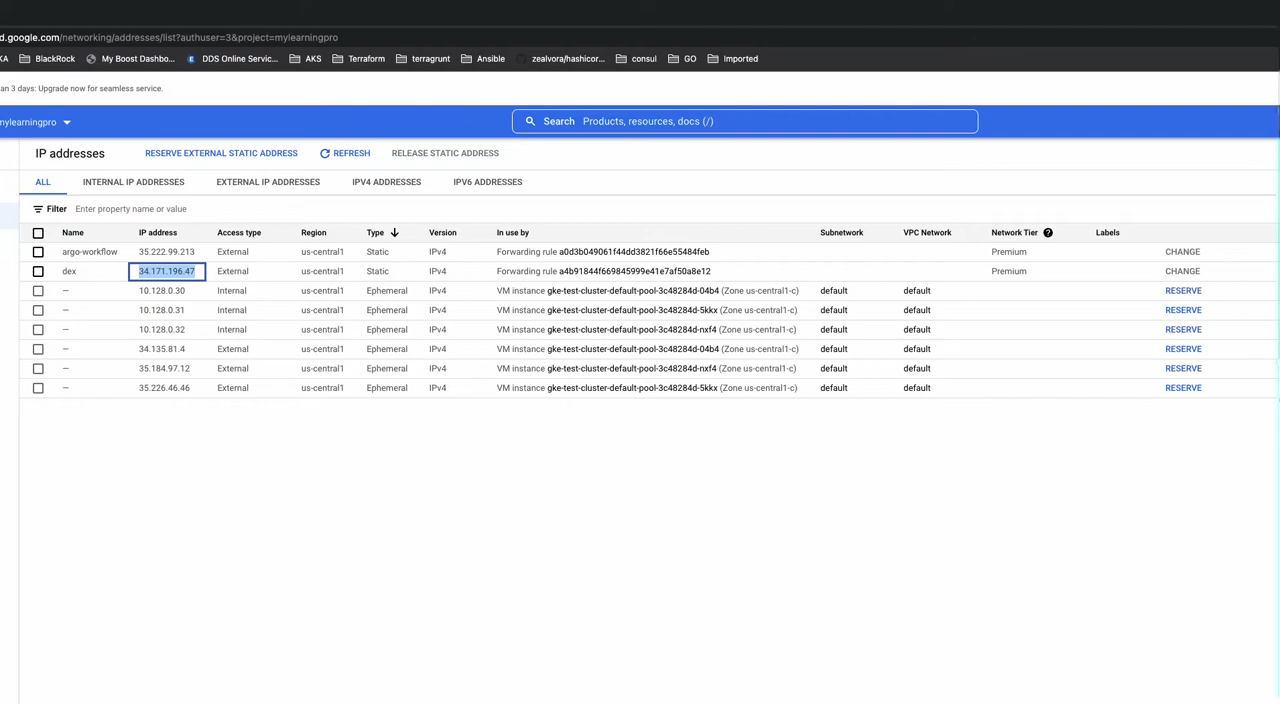 d.google.com/networking/addresses/list?authuser=3&project=mylearningpro
KA BlackRock My Boost Dashbo... DDS Online Servic... AKS Terraform terragrunt Ansible zealvora/hashicor... consul GO Imported
an 3 days: Upgrade now for seamless service.
mylearningpro Search Products, resources, docs (/)
IP addresses RESERVE EXTERNAL STATIC ADDRESS REFRESH RELEASE STATIC ADDRESS
ALL INTERNAL IP ADDRESSES EXTERNAL IP ADDRESSES IPV4 ADDRESSES IPV6 ADDRESSES
Filter Enter property name or value
Name IP address Access type Region Type Version In use by Subnetwork VPC Network Network Tier Labels
argo-workflow 35.222.99.213 External us-central1 Static IPv4 Forwarding rule a0d3b049061f44dd3821f66e55484feb Premium CHANGE
dex 34.171.196.47 External us-central1 Static IPv4 Forwarding rule a4b91844f669845999e41e7af50a8e12 Premium CHANGE
— 10.128.0.30 Internal us-central1 Ephemeral IPv4 VM instance gke-test-cluster-default-pool-3c48284d-04b4 (Zone us-central1-c) default default RESERVE
— 10.128.0.31 Internal us-central1 Ephemeral IPv4 VM instance gke-test-cluster-default-pool-3c48284d-5kkx (Zone us-central1-c) default default RESERVE
— 10.128.0.32 Internal us-central1 Ephemeral IPv4 VM instance gke-test-cluster-default-pool-3c48284d-nxf4 (Zone us-central1-c) default default RESERVE
— 34.135.81.4 External us-central1 Ephemeral IPv4 VM instance gke-test-cluster-default-pool-3c48284d-04b4 (Zone us-central1-c) default default RESERVE
— 35.184.97.12 External us-central1 Ephemeral IPv4 VM instance gke-test-cluster-default-pool-3c48284d-nxf4 (Zone us-central1-c) default default RESERVE
— 35.226.46.46 External us-central1 Ephemeral IPv4 VM instance gke-test-cluster-default-pool-3c48284d-5kkx (Zone us-central1-c) default default RESERVE